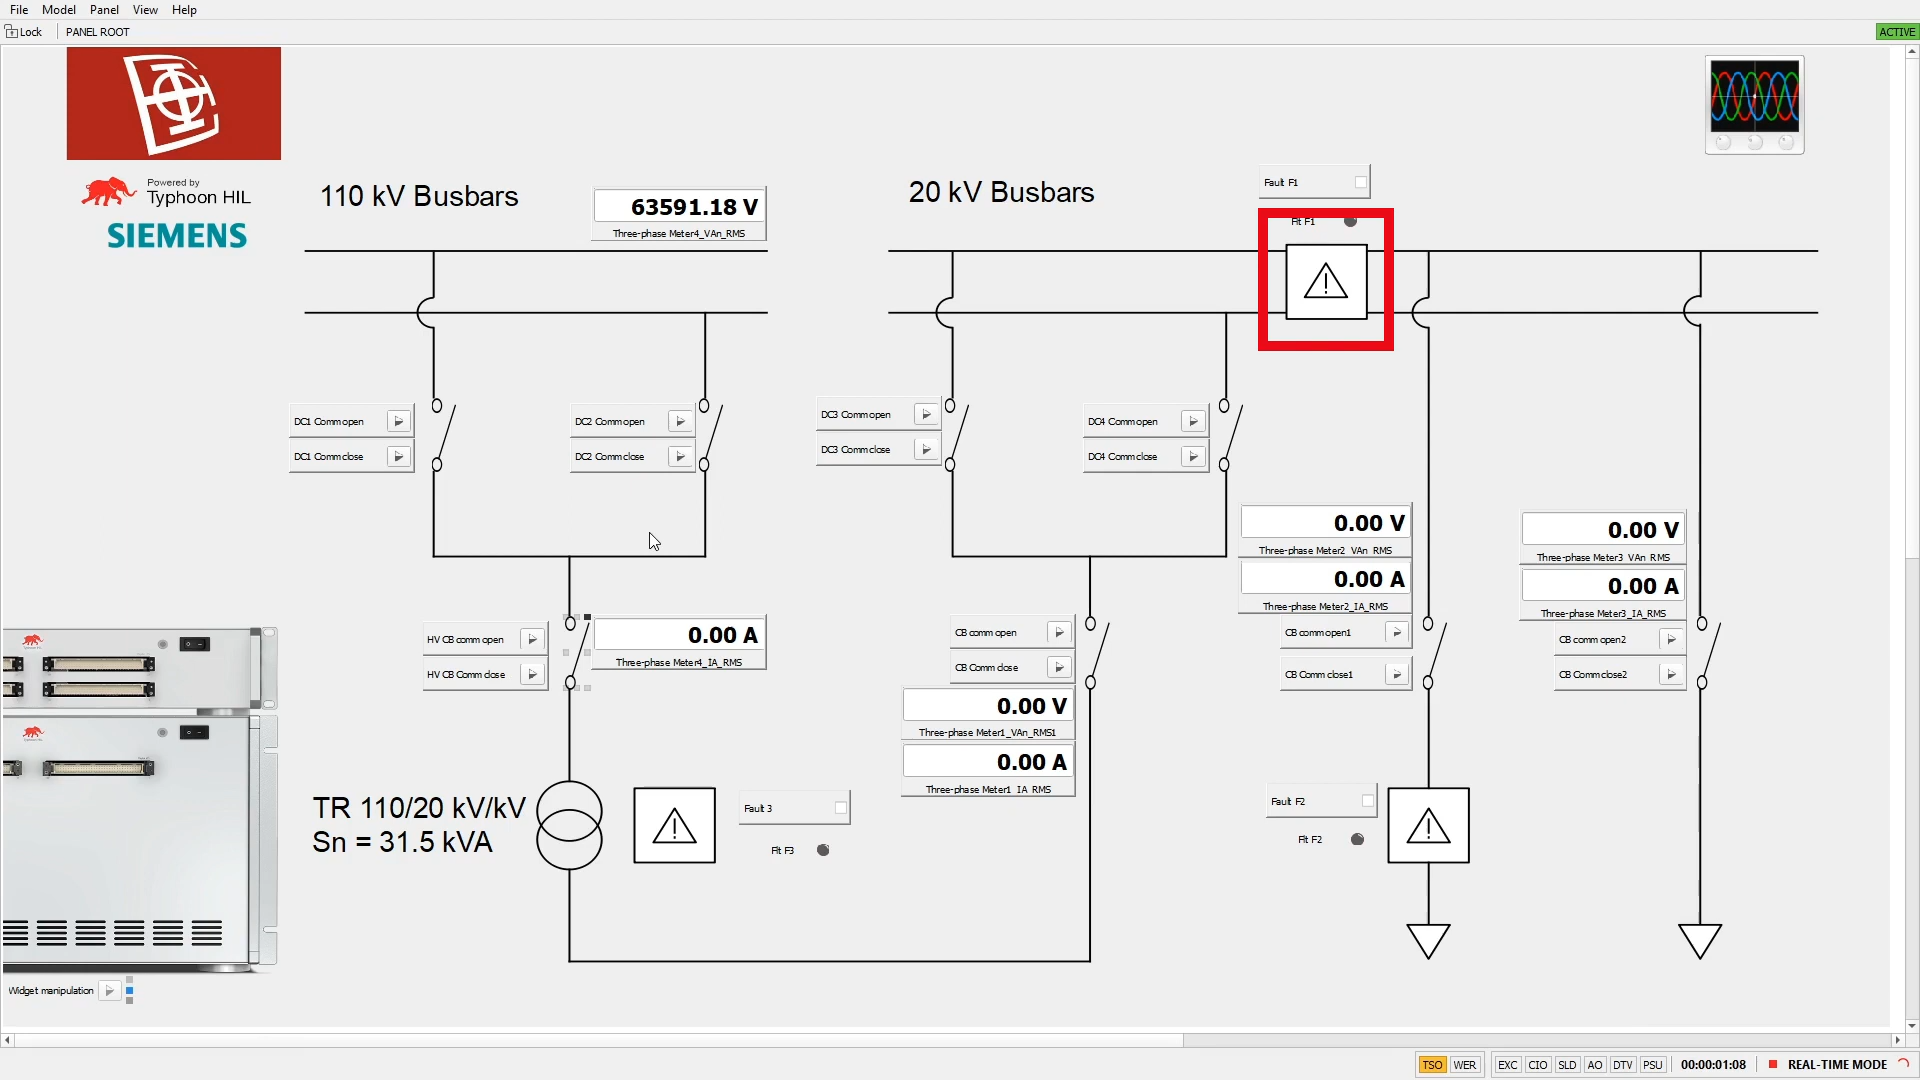 File Model Panel View Help
Lock PANEL ROOT
ACTIVE
Powered by
Typhoon HIL
SIEMENS
110 kV Busbars
63591.18 V
Three-phase Meter4_VAn_RMS
20 kV Busbars
Fault F1
Flt F1
DC1 Comm open
DC1 Comm close
DC2 Comm open
DC2 Comm close
DC3 Comm open
DC3 Comm close
DC4 Comm open
DC4 Comm close
0.00 V
Three-phase Meter2_VAn_RMS
0.00 A
Three-phase Meter2_IA_RMS
0.00 V
Three-phase Meter3_VAn_RMS
0.00 A
Three-phase Meter3_IA_RMS
HV CB comm open
HV CB Comm close
0.00 A
Three-phase Meter4_IA_RMS
CB comm open
CB Comm close
0.00 V
Three-phase Meter1_VAn_RMS1
0.00 A
Three-phase Meter1_IA_RMS
CB comm open1
CB Comm close1
CB comm open2
CB Comm close2
TR 110/20 kV/kV
Sn = 31.5 kVA
Fault 3
Flt F3
Fault F2
Flt F2
Widget manipulation
TSO WER EXC CIO SLD AO DTV PSU 00:00:01:08 REAL-TIME MODE